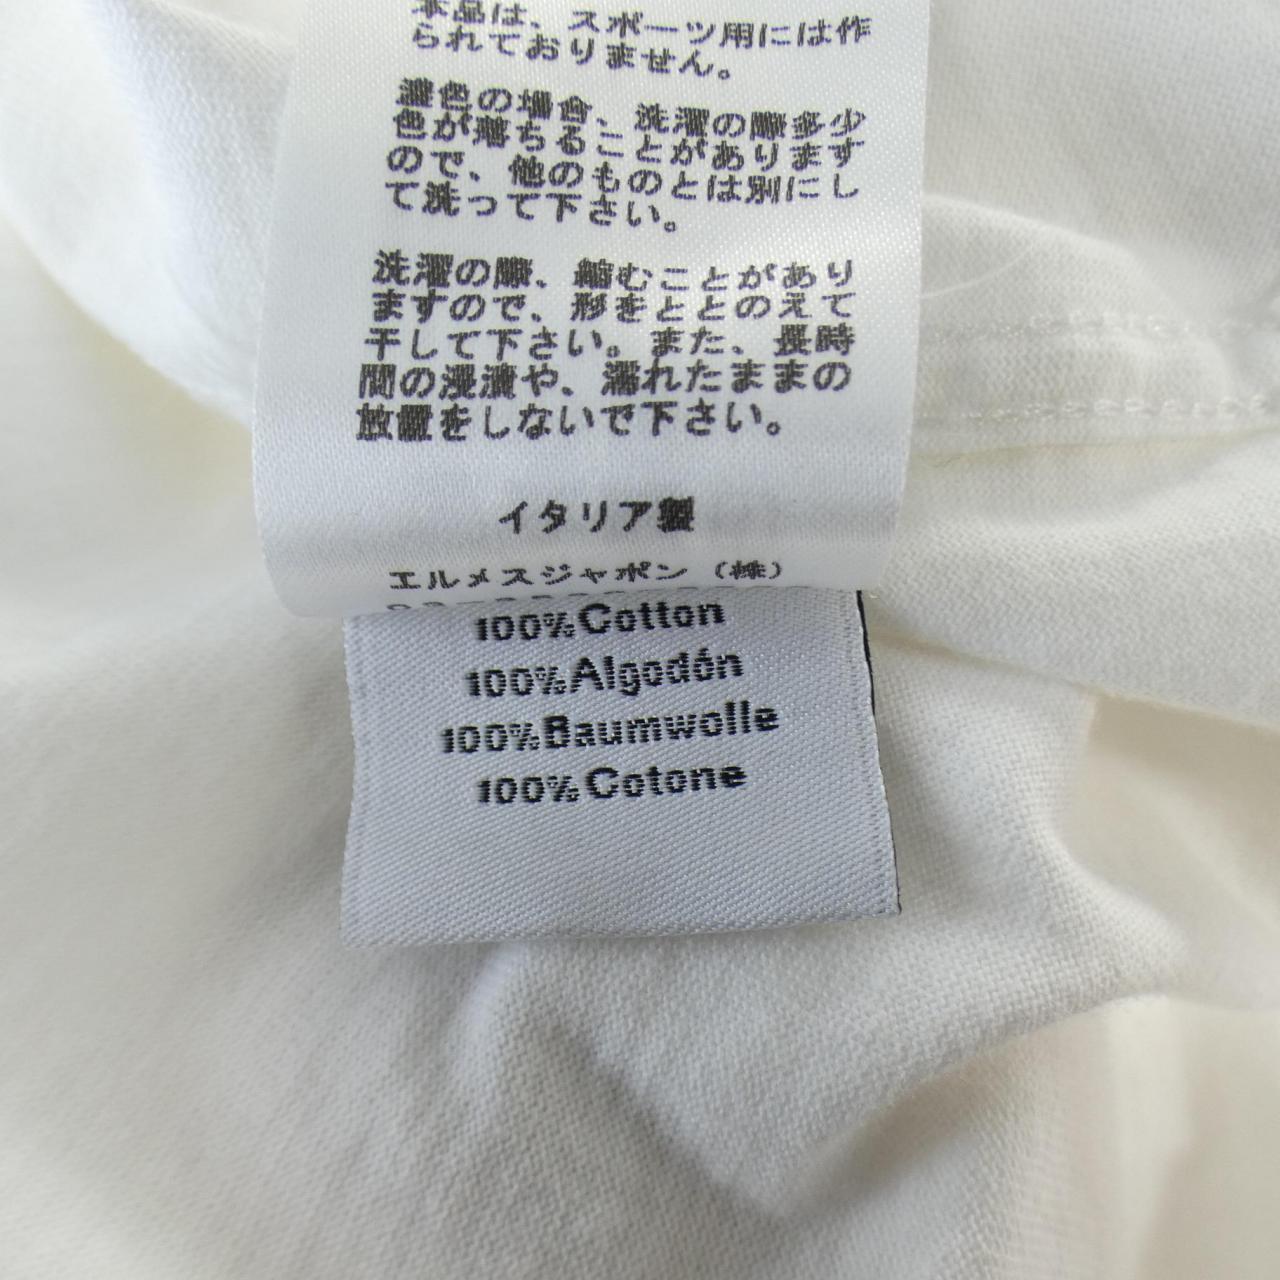 本品は、スポーツ用には作
られておりません。
濃色の場合、洗濯の際多少
色が落ちることがあります
ので、他のものとは別にし
て洗って下さい。
洗濯の際、縮むことがあり
ますので、形をととのえて
干して下さい。また、長時
間の浸漬や、濡れたままの
放置をしないで下さい。
イタリア製
エルメスジャポン（株）
100%Cotton
100%Algodón
100%Baumwolle
100%Cotone